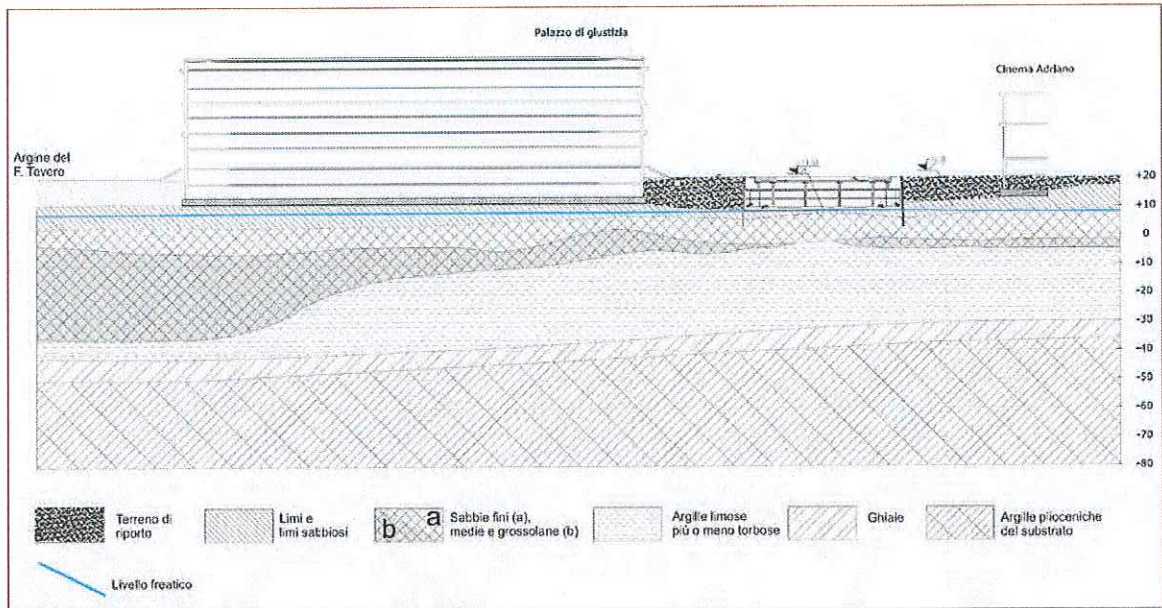 Palazzo di giustizia
Cinema Adriano
Argine del
F. Tevere
+20
+10
0
-10
-20
-30
-40
-50
-60
-70
-80
Terreno di
riporto
Limi e
limi sabbiosi
b a
Sabbie fini (a),
medie e grossolane (b)
Argille limose
più o meno torbose
Ghiaie
Argille plioceniche
del substrato
Livello freatico